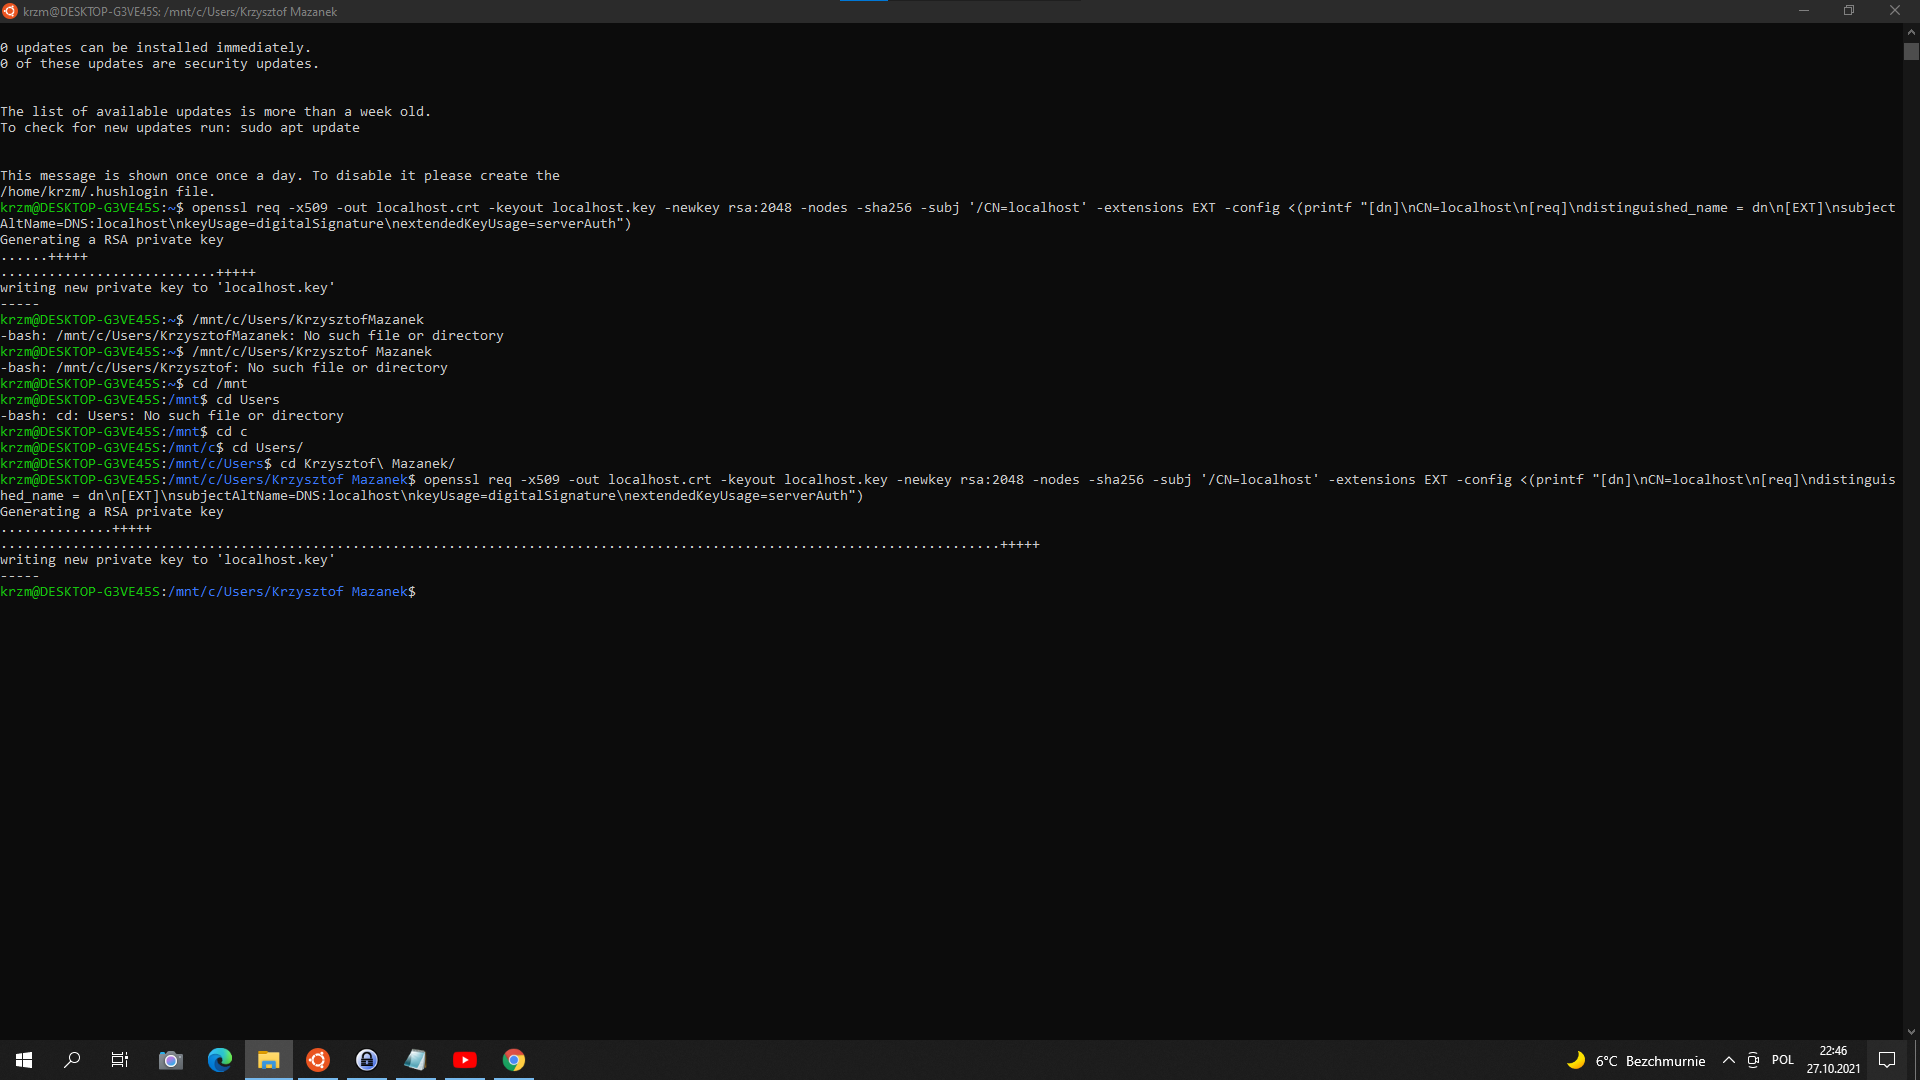 krzm@DESKTOP-G3VE45S: /mnt/c/Users/Krzysztof Mazanek
0 updates can be installed immediately.
0 of these updates are security updates.
The list of available updates is more than a week old.
To check for new updates run: sudo apt update
This message is shown once once a day. To disable it please create the
/home/krzm/.hushlogin file.
krzm@DESKTOP-G3VE45S:~$ openssl req -x509 -out localhost.crt -keyout localhost.key -newkey rsa:2048 -nodes -sha256 -subj '/CN=localhost' -extensions EXT -config <(printf "[dn]\nCN=localhost\n[req]\ndistinguished_name = dn\n[EXT]\nsubject
AltName=DNS:localhost\nkeyUsage=digitalSignature\nextendedKeyUsage=serverAuth")
Generating a RSA private key
......+++++
...........................+++++
writing new private key to 'localhost.key'
-----
krzm@DESKTOP-G3VE45S:~$ /mnt/c/Users/KrzysztofMazanek
-bash: /mnt/c/Users/KrzysztofMazanek: No such file or directory
krzm@DESKTOP-G3VE45S:~$ /mnt/c/Users/Krzysztof Mazanek
-bash: /mnt/c/Users/Krzysztof: No such file or directory
krzm@DESKTOP-G3VE45S:~$ cd /mnt
krzm@DESKTOP-G3VE45S:/mnt$ cd Users
-bash: cd: Users: No such file or directory
krzm@DESKTOP-G3VE45S:/mnt$ cd c
krzm@DESKTOP-G3VE45S:/mnt/c$ cd Users/
krzm@DESKTOP-G3VE45S:/mnt/c/Users$ cd Krzysztof\ Mazanek/
krzm@DESKTOP-G3VE45S:/mnt/c/Users/Krzysztof Mazanek$ openssl req -x509 -out localhost.crt -keyout localhost.key -newkey rsa:2048 -nodes -sha256 -subj '/CN=localhost' -extensions EXT -config <(printf "[dn]\nCN=localhost\n[req]\ndistinguis
hed_name = dn\n[EXT]\nsubjectAltName=DNS:localhost\nkeyUsage=digitalSignature\nextendedKeyUsage=serverAuth")
Generating a RSA private key
..............+++++
.............................................................................................................................+++++
writing new private key to 'localhost.key'
-----
krzm@DESKTOP-G3VE45S:/mnt/c/Users/Krzysztof Mazanek$
6°C Bezchmurnie
POL
22:46
27.10.2021